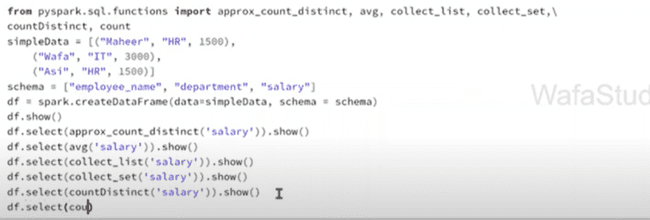 from pyspark.sql.functions import approx_count_distinct, avg, collect_list, collect_set,\
countDistinct, count
simpleData = [("Maheer", "HR", 1500),
    ("Wafa", "IT", 3000),
    ("Asi", "HR", 1500)]
schema = ["employee_name", "department", "salary"]
df = spark.createDataFrame(data=simpleData, schema = schema)
WafaStud
df.show()
df.select(approx_count_distinct('salary')).show()
df.select(avg('salary')).show()
df.select(collect_list('salary')).show()
df.select(collect_set('salary')).show()
df.select(countDistinct('salary')).show()
df.select(cou)